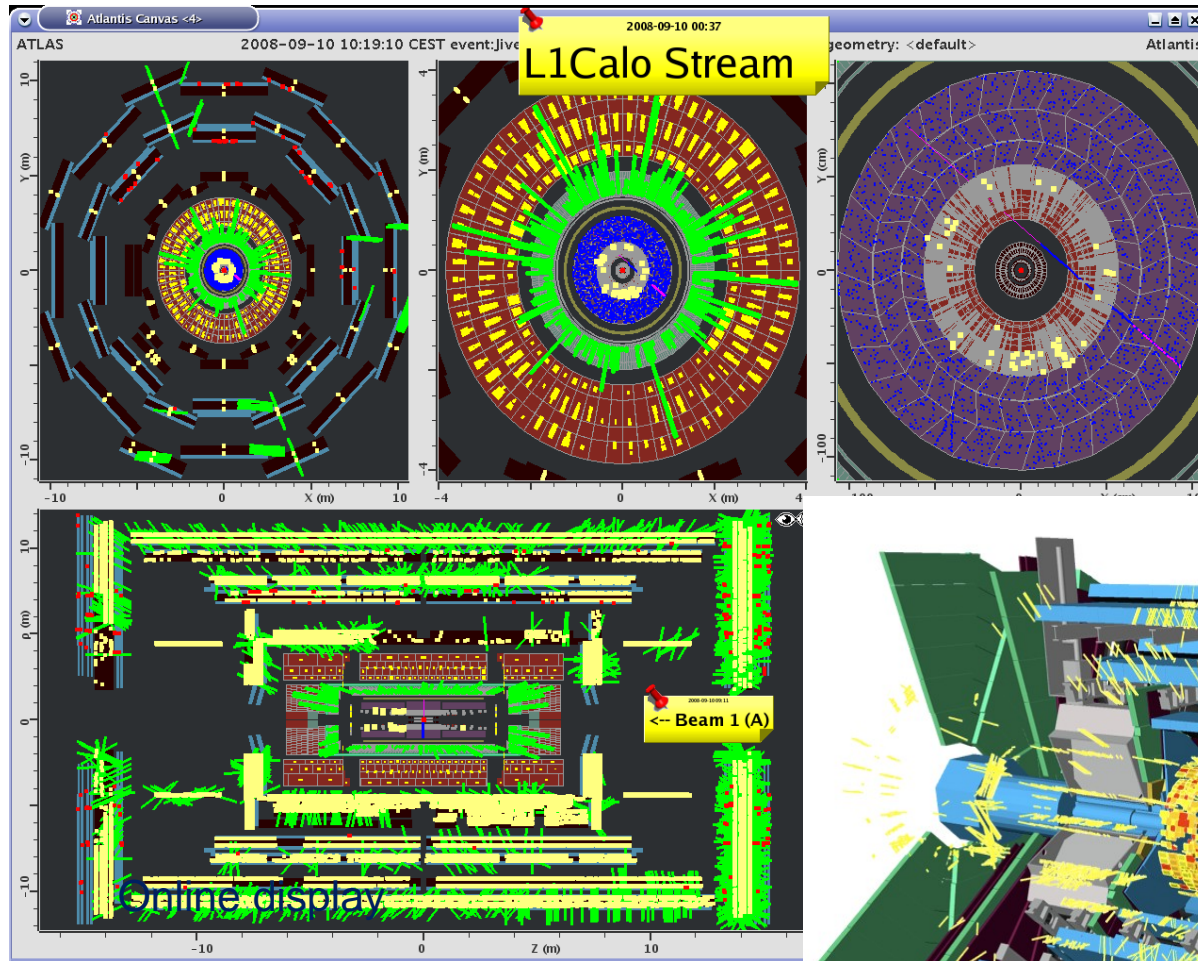 Atlantis Canvas <4>
2008-09-10 00:37
ATLAS
2008-09-10 10:19:10 CEST event:Jive
L1Calo Stream
geometry: <default>
Atlantis
10
Y (m)
0
-10
-10
0
X (m)
10
4
Y (m)
0
-4
-4
0
X (m)
4
Y (cm)
0
-100
0
10
ρ (m)
0
-10
<-- Beam 1 (A)
Online display
-10
0
Z (m)
10